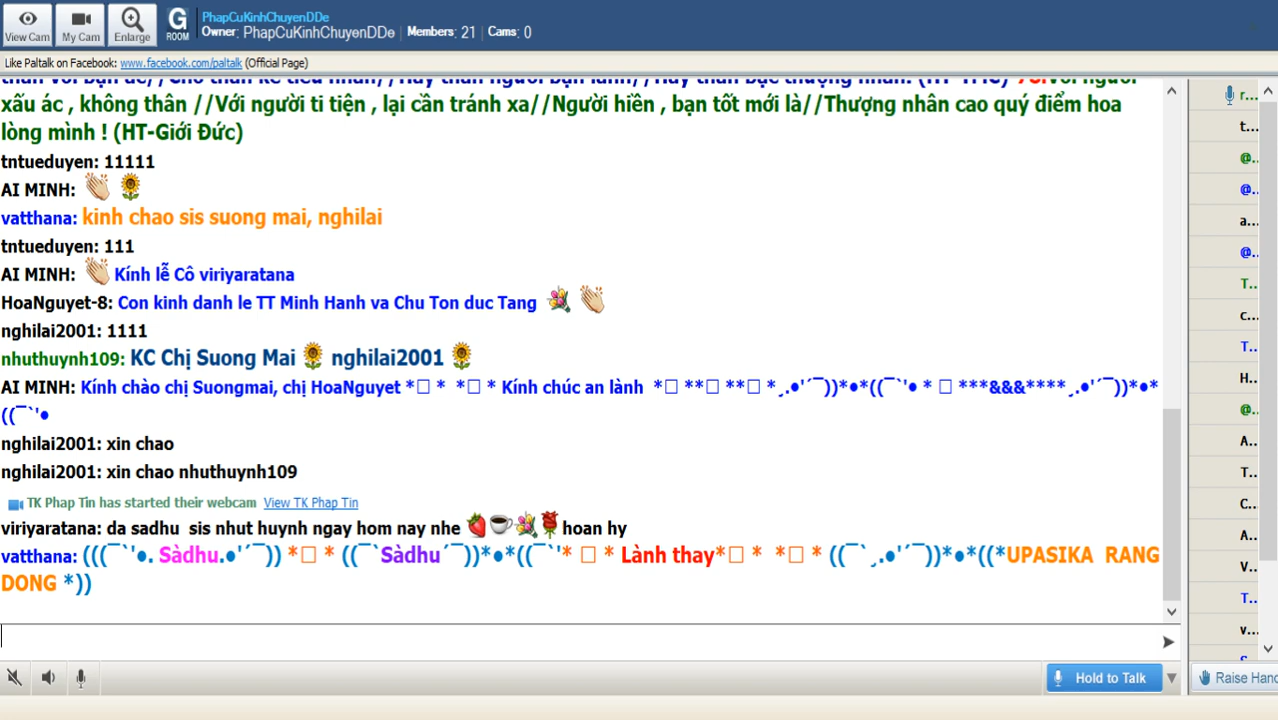 PhapCuKinhChuyenDDe
Owner: PhapCuKinhChuyenDDe | Members: 21 | Cams: 0
View Cam
My Cam
Enlarge
G
ROOM
Like Paltalk on Facebook: www.facebook.com/paltalk (Official Page)
xấu ác , không thân //Với người ti tiện , lại cần tránh xa//Người hiền , bạn tốt mới là//Thượng nhân cao quý điểm hoa
lòng mình ! (HT-Giới Đức)
tntueduyen: 11111
AI MINH:
vatthana: kinh chao sis suong mai, nghilai
tntueduyen: 111
AI MINH: Kính lễ Cô viriyaratana
HoaNguyet-8: Con kinh danh le TT Minh Hanh va Chu Ton duc Tang
nghilai2001: 1111
nhuthuynh109: KC Chị Suong Mai nghilai2001
AI MINH: Kính chào chị Suongmai, chị HoaNguyet *□ * *□ * Kính chúc an lành *□ **□ **□ *¸.●'´¯))*●*((¯`'● * □ ***&&&****¸.●'´¯))*●*
((¯`'●
nghilai2001: xin chao
nghilai2001: xin chao nhuthuynh109
TK Phap Tin has started their webcam View TK Phap Tin
viriyaratana: da sadhu sis nhut huynh ngay hom nay nhe hoan hy
vatthana: (((¯`'●. Sàdhu.●'´¯)) *□ * ((¯`Sàdhu´¯))*●*((¯`'* □ * Lành thay*□ * *□ * ((¯`¸.●'´¯))*●*((*UPASIKA RANG
DONG *))
r...
t...
@.
@.
a..
@.
T..
c..
T..
H..
@.
A..
T..
C..
A..
V..
T..
v..
Hold to Talk
Raise Hand